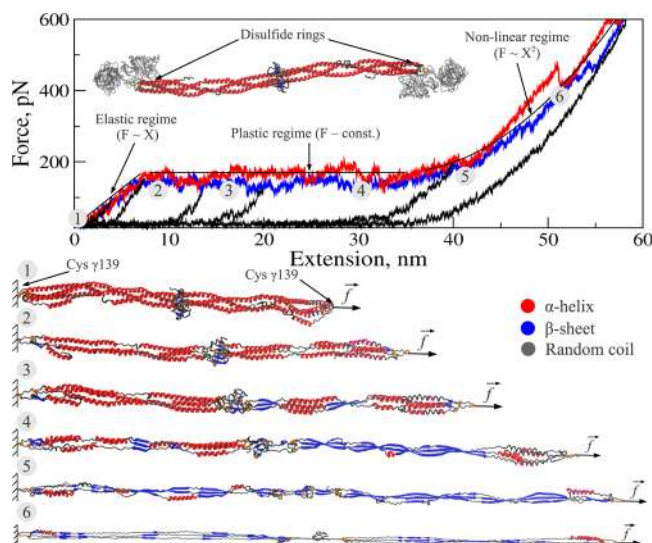 600
400
200
0
Force, pN
Disulfide rings
Non-linear regime
(F ~ X²)
Elastic regime
(F ~ X)
Plastic regime (F – const.)
1
2
3
4
5
6
0 10 20 30 40 50 60
Extension, nm
1
Cys γ139
Cys γ139
f
2
f
α-helix
β-sheet
Random coil
3
f
4
f
5
f
6
f